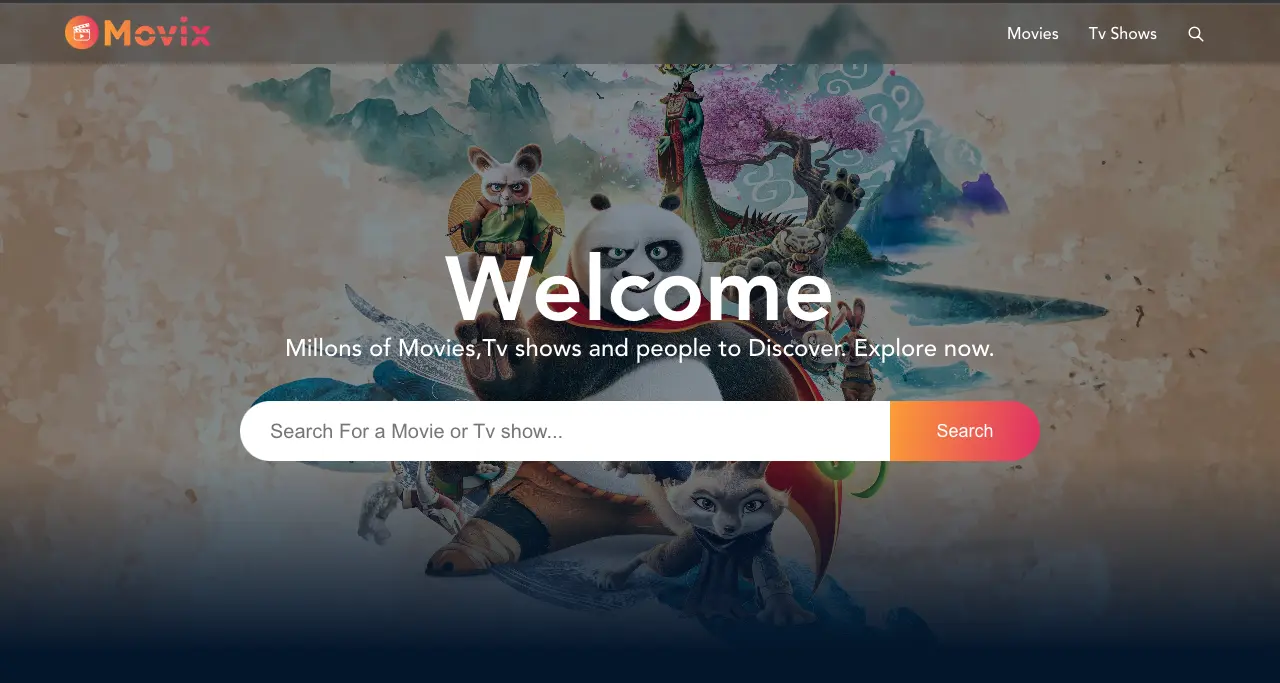 Movix
Movies
Tv Shows
Welcome
Millons of Movies,Tv shows and people to Discover. Explore now.
Search For a Movie or Tv show...
Search